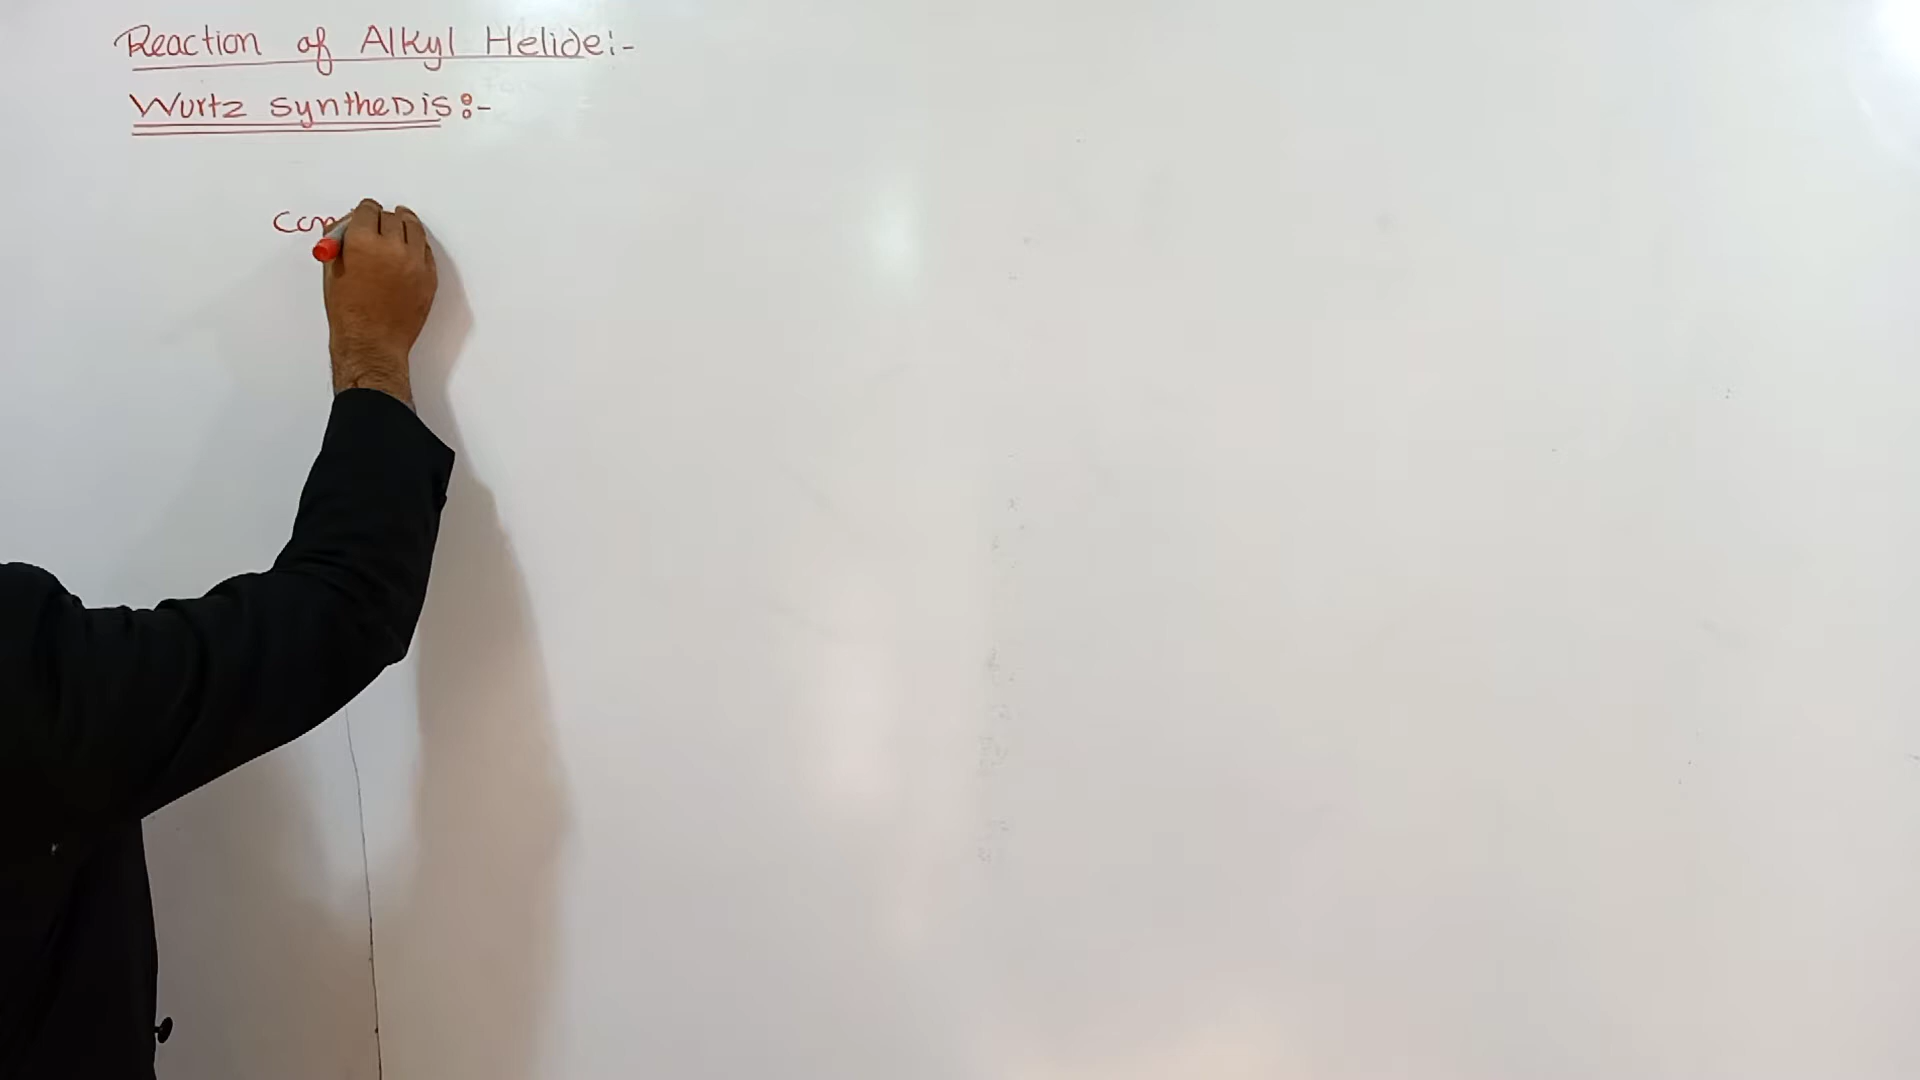 Reaction of Alkyl Helide:-
Wurtz synthesis:-